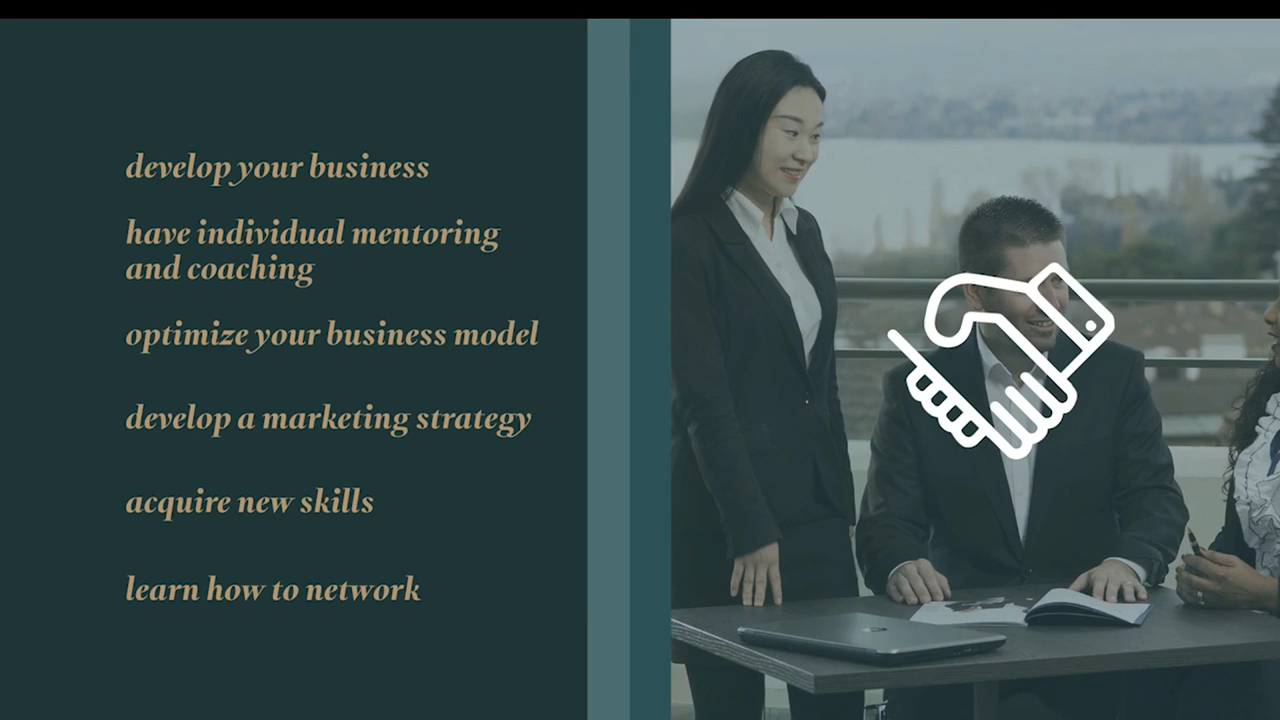 develop your business
have individual mentoring
and coaching
optimize your business model
develop a marketing strategy
acquire new skills
learn how to network